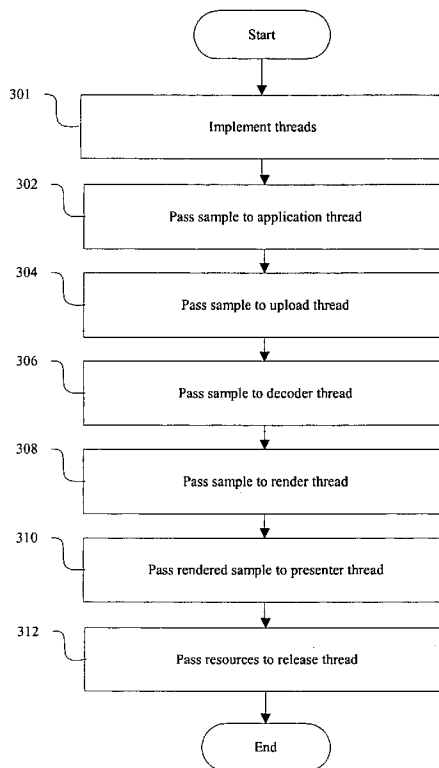 Start
301
Implement threads
302
Pass sample to application thread
304
Pass sample to upload thread
306
Pass sample to decoder thread
308
Pass sample to render thread
310
Pass rendered sample to presenter thread
312
Pass resources to release thread
End